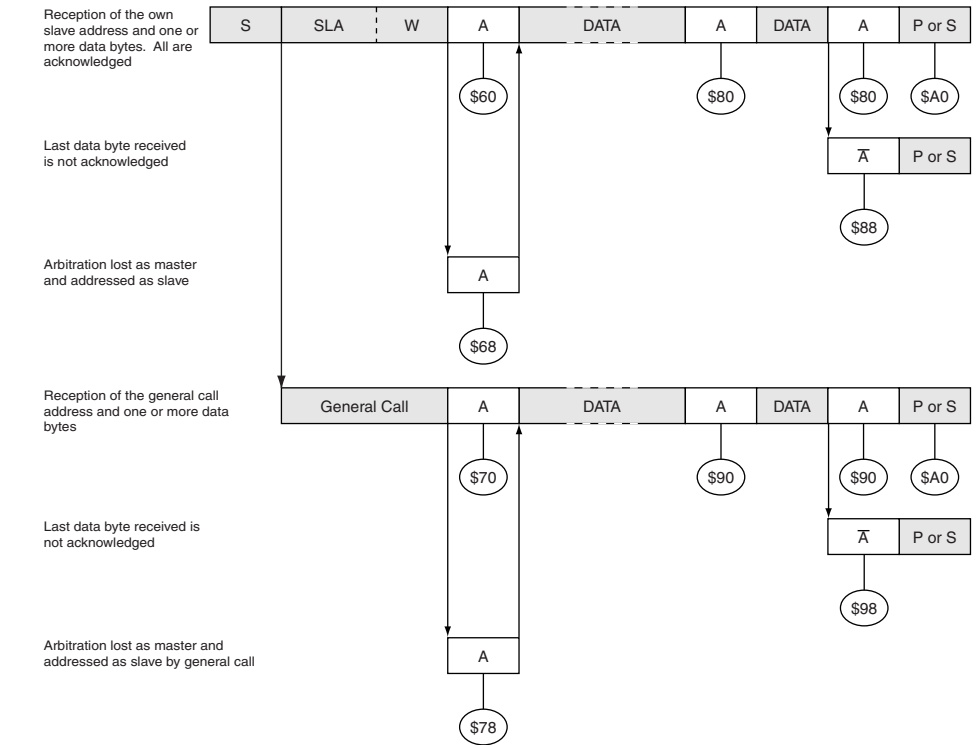 Reception of the own
slave address and one or
more data bytes.  All are
acknowledged
S SLA W A DATA A DATA A P or S
$60 $80 $80 $A0
Last data byte received
is not acknowledged
A̅ P or S
$88
Arbitration lost as master
and addressed as slave
A
$68
Reception of the general call
address and one or more data
bytes
General Call A DATA A DATA A P or S
$70 $90 $90 $A0
Last data byte received is
not acknowledged
A̅ P or S
$98
Arbitration lost as master and
addressed as slave by general call
A
$78